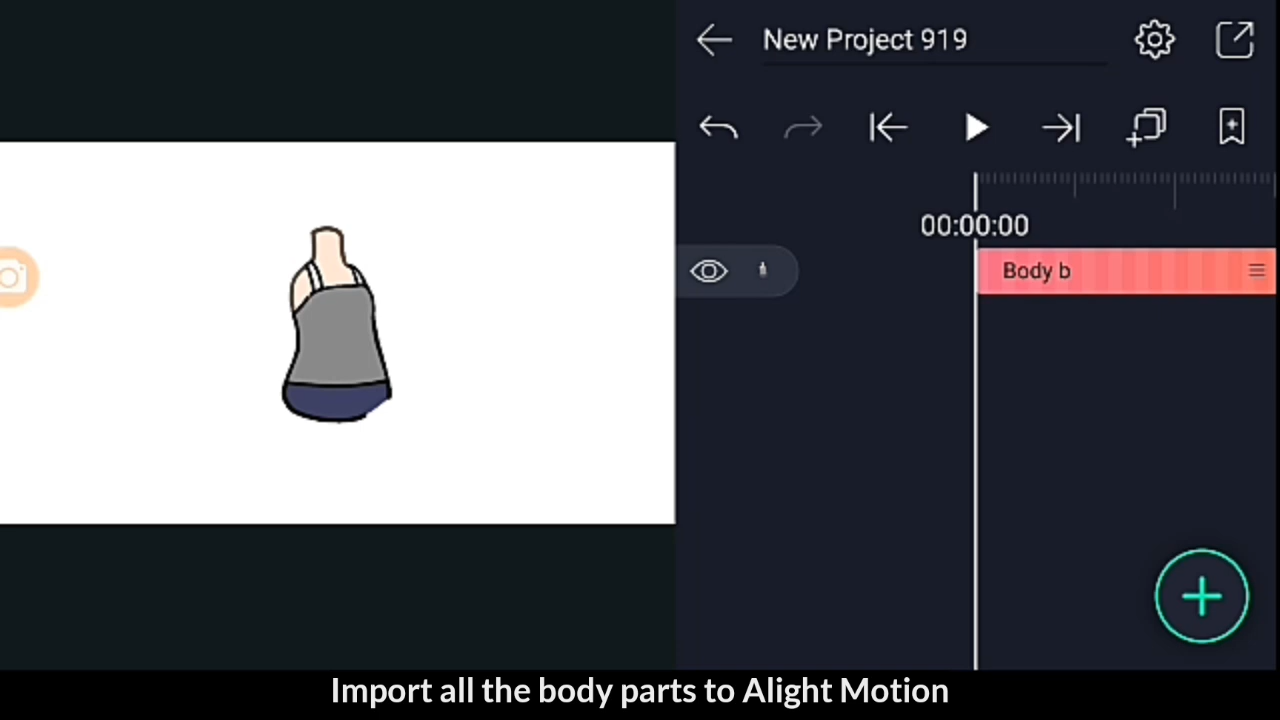 New Project 919
00:00:00
Body b
Import all the body parts to Alight Motion